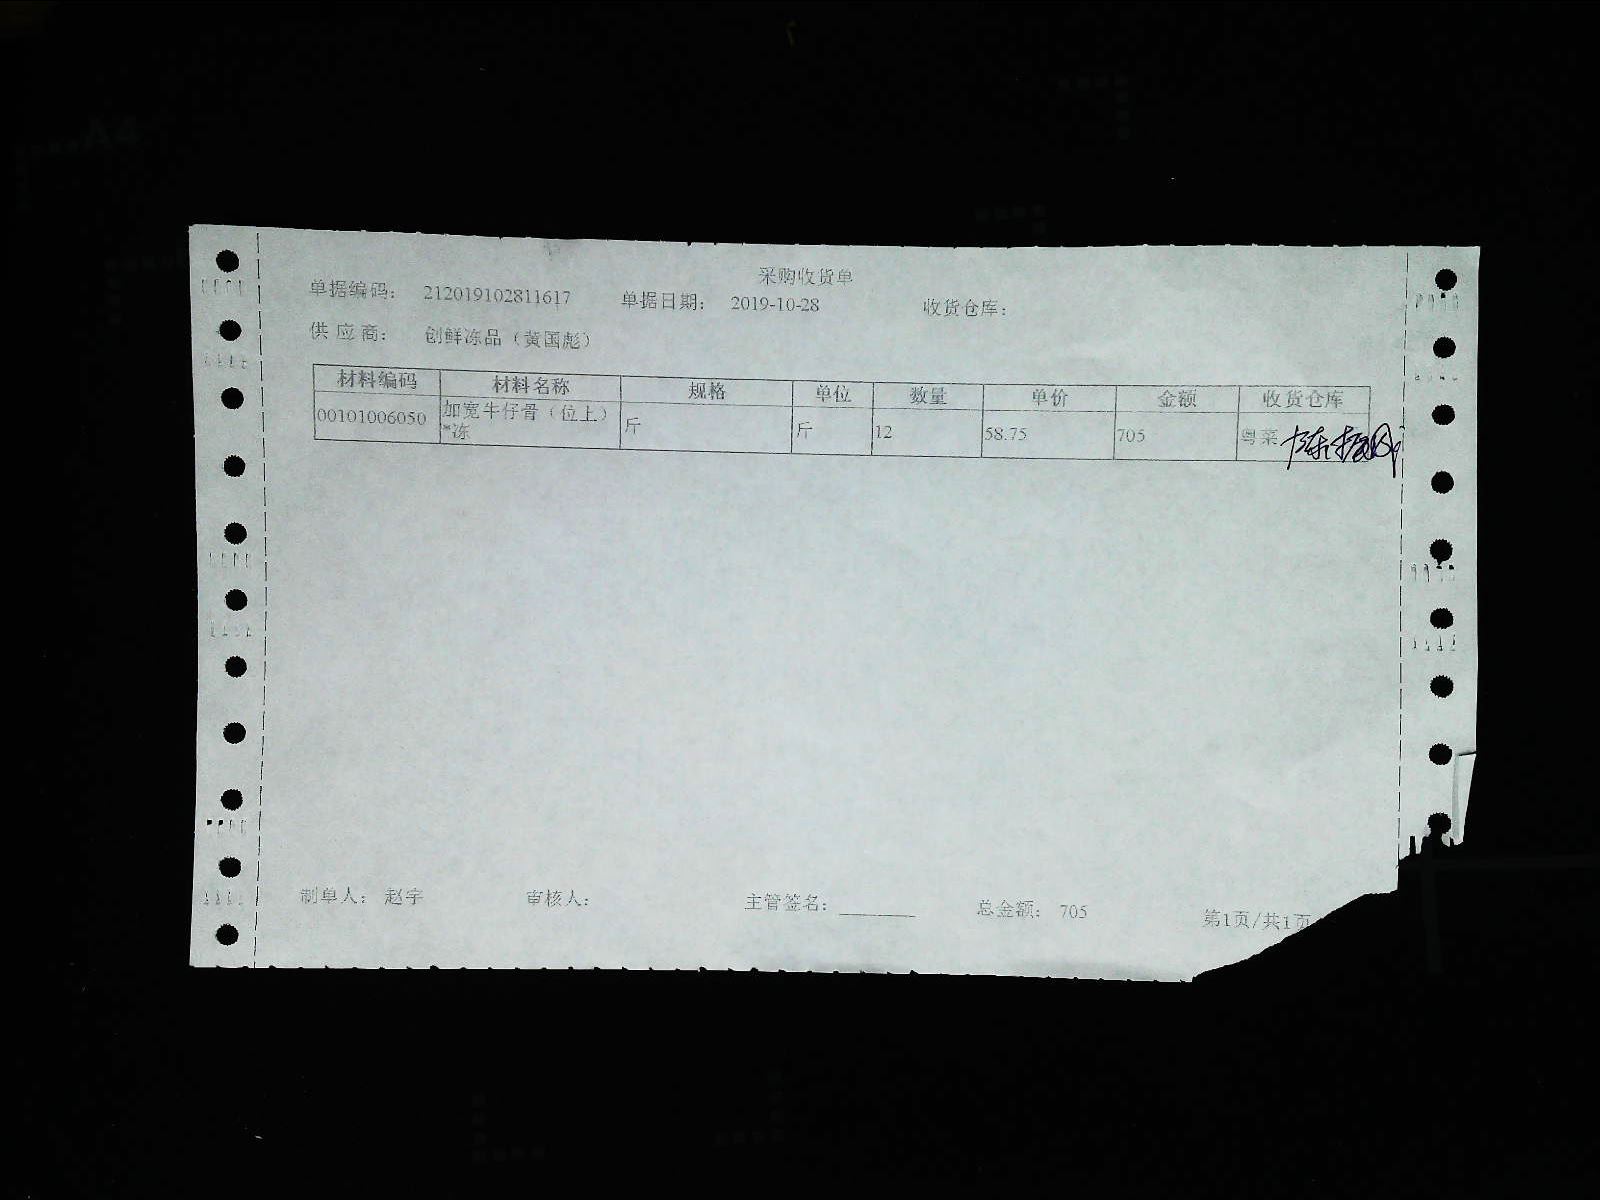 采购收货单
单据编码: 212019102811617 单据日期: 2019-10-28 收货仓库:
供 应 商: 创鲜冻品（黄国彪）
材料编码 材料名称 规格 单位 数量 单价 金额 收货仓库
00101006050 加宽牛仔骨（位上） 斤 斤 12 58.75 705 粤菜
*冻
制单人: 赵宇 审核人: 主管签名: ________ 总金额: 705 第1页/共1页